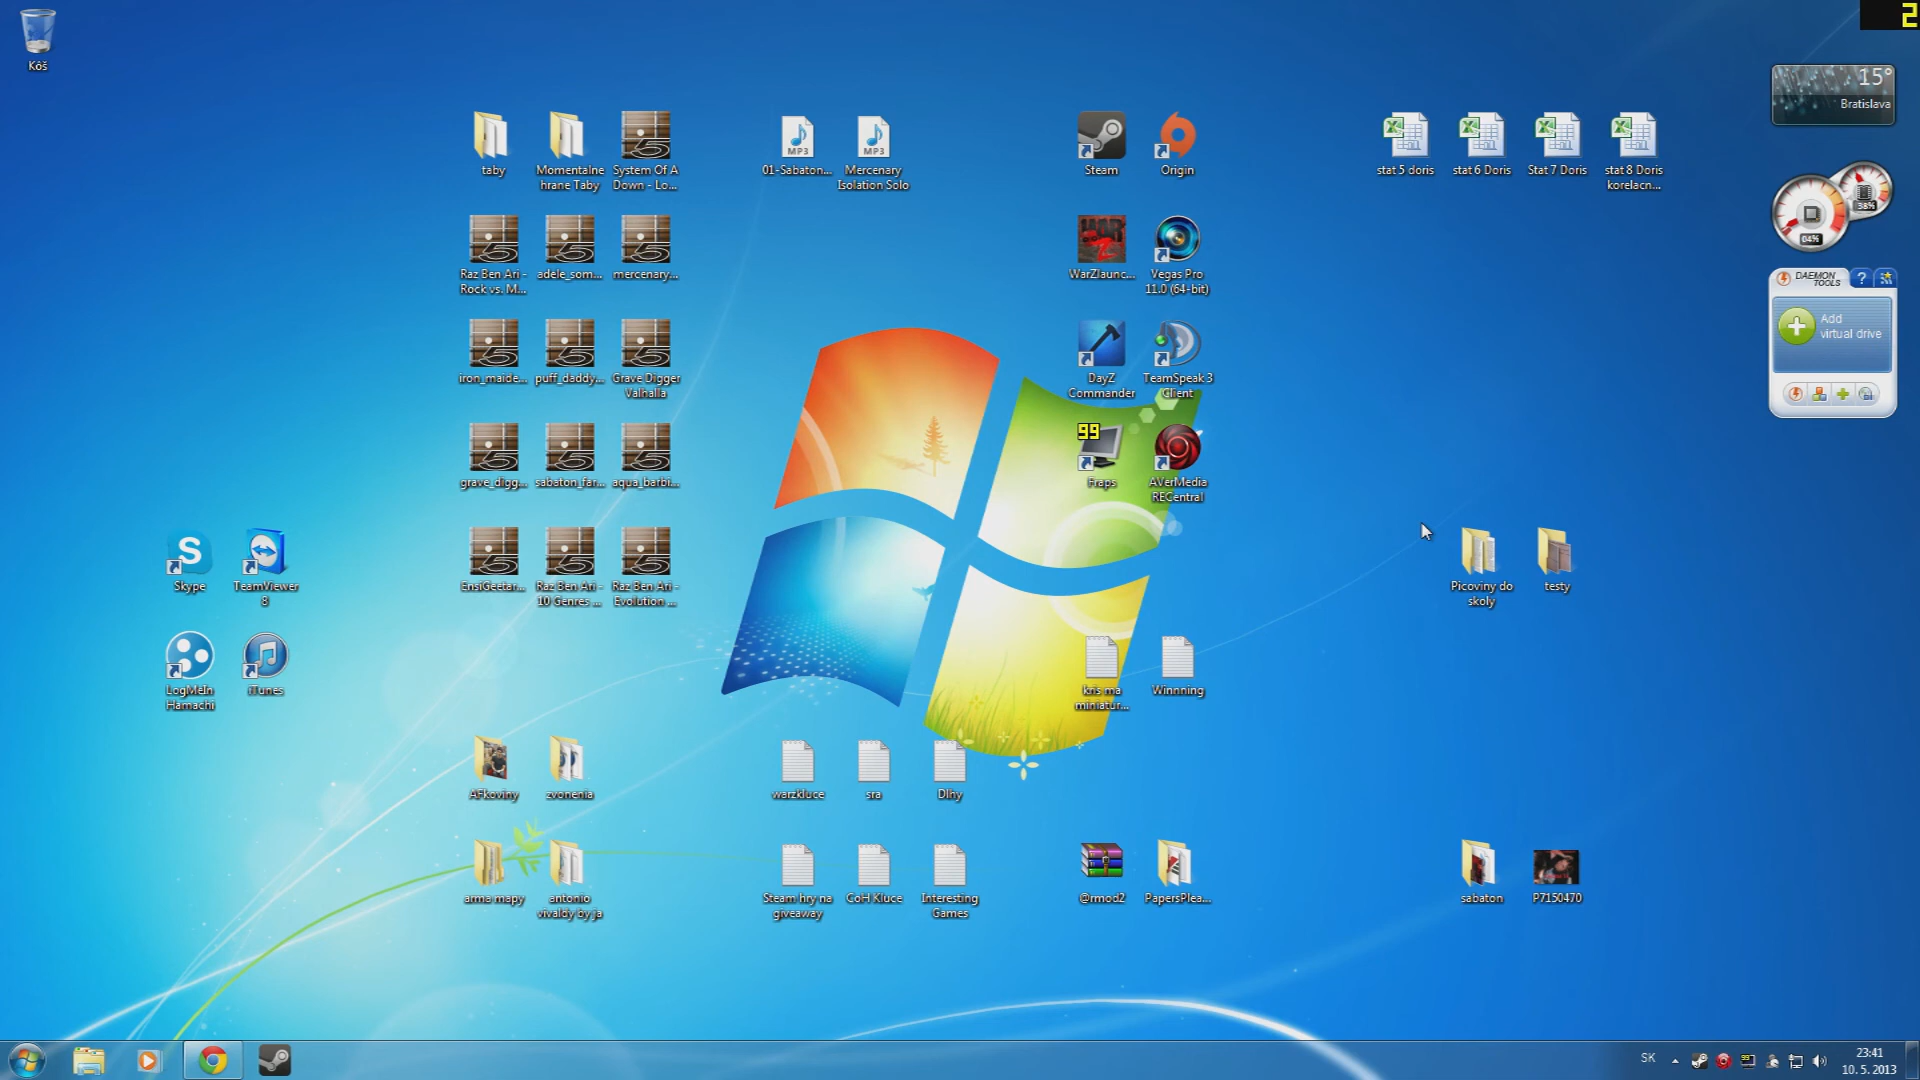 2
Kôš
15°
Bratislava
taby
Momentalne
hrane Taby
System Of A
Down - Lo...
MP3
01-Sabaton...
MP3
Mercenary
Isolation Solo
Steam
Origin
stat 5 doris
stat 6 Doris
Stat 7 Doris
stat 8 Doris
korelacn...
38%
04%
5
Raz Ben Ari -
Rock vs. M...
adele_som...
mercenary...
WarZlaunc...
Vegas Pro
11.0 (64-bit)
DAEMON
TOOLS
?
Add
virtual drive
iron_maide...
puff_daddy...
Grave Digger
Valhalla
DayZ
Commander
TeamSpeak 3
Client
grave_digg...
sabaton_far...
aqua_barbi...
99
Fraps
AVerMedia
RECentral
Skype
TeamViewer
8
EnsiGeetar...
Raz Ben Ari -
10 Genres ...
Raz Ben Ari -
Evolution ...
Picoviny do
skoly
testy
LogMeIn
Hamachi
iTunes
kris ma
miniatur...
Winnning
AFkoviny
zvonenia
warzkluce
sra
Dlhy
arma mapy
antonio
vivaldy by ja
Steam hry na
giveaway
CoH Kluce
Interesting
Games
@rmod2
PapersPlea...
sabaton
P7150470
SK
99
23:41
10. 5. 2013